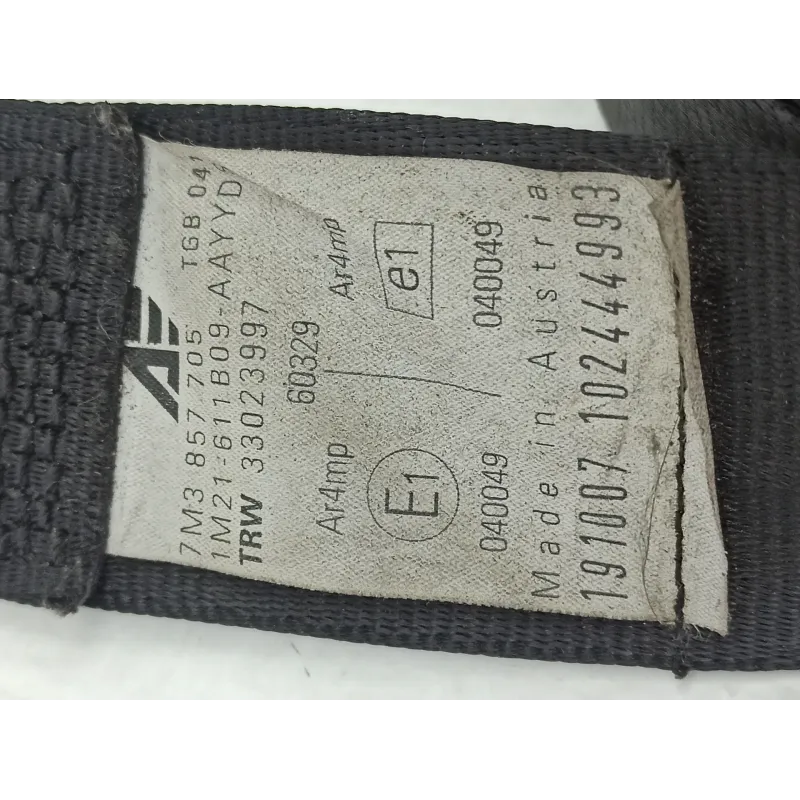 7M3 857 705 TGB 041
1M21-611B09-AAYYD
TRW 33023997
60329
Ar4mp Ar4mp
E1 e1
040049 040049
Made in Austria
191007 102444993